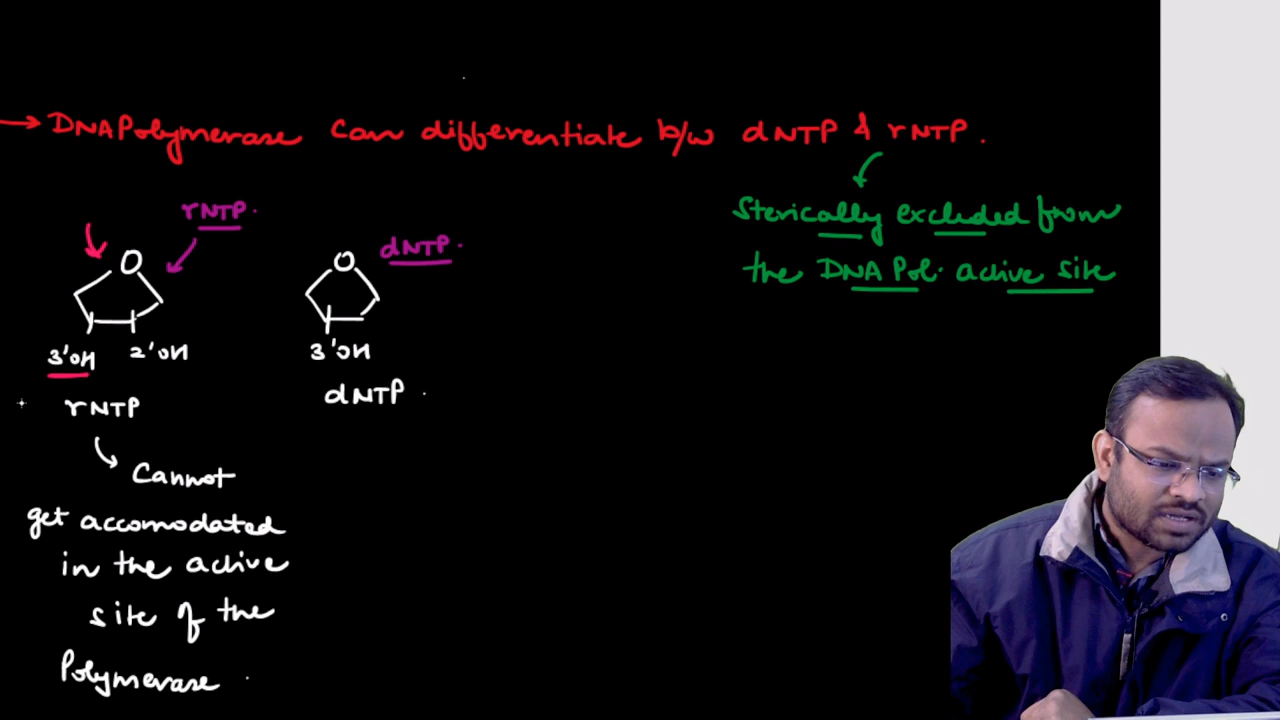 → DNA Polymerase can differentiate b/w dNTP & rNTP.
Sterically excluded from
the DNA Pol. active site
rNTP.
O
3'OH 2'OH
rNTP
Cannot
get accomodated
in the active
site of the
Polymerase.
dNTP.
O
3'OH
dNTP.